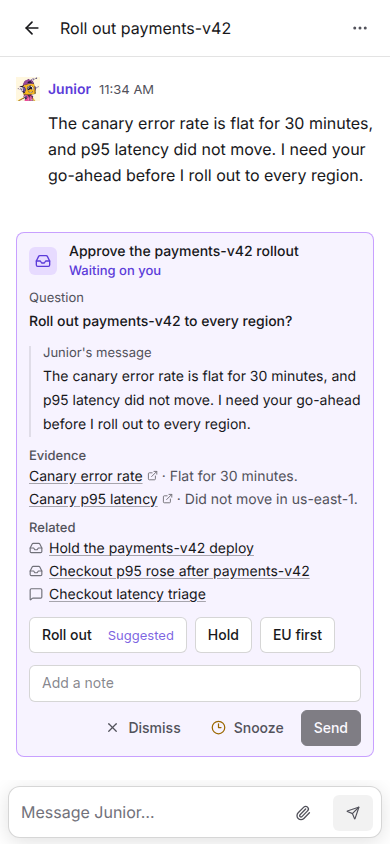 Roll out payments-v42
Junior 11:34 AM
The canary error rate is flat for 30 minutes,
and p95 latency did not move. I need your
go-ahead before I roll out to every region.
Approve the payments-v42 rollout
Waiting on you
Question
Roll out payments-v42 to every region?
Junior's message
The canary error rate is flat for 30 minutes, and
p95 latency did not move. I need your go-ahead
before I roll out to every region.
Evidence
Canary error rate · Flat for 30 minutes.
Canary p95 latency · Did not move in us-east-1.
Related
Hold the payments-v42 deploy
Checkout p95 rose after payments-v42
Checkout latency triage
Roll out Suggested Hold EU first
Add a note
Dismiss Snooze Send
Message Junior...